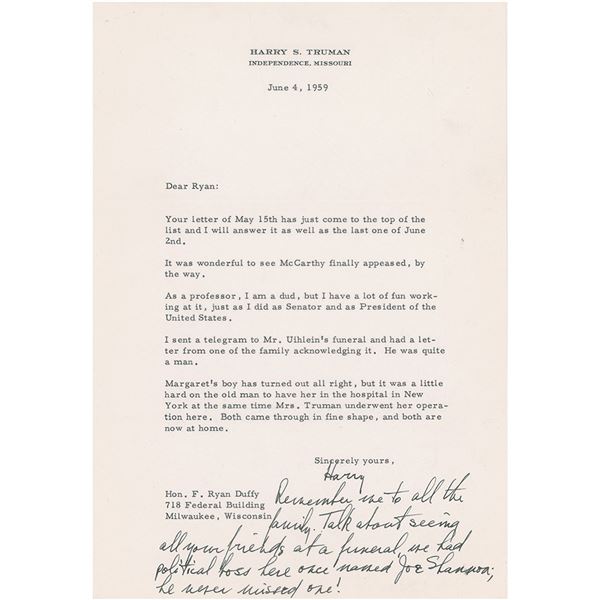 HARRY S. TRUMAN
INDEPENDENCE, MISSOURI
June 4, 1959
Dear Ryan:
Your letter of May 15th has just come to the top of the
list and I will answer it as well as the last one of June
2nd.
It was wonderful to see McCarthy finally appeased, by
the way.
As a professor, I am a dud, but I have a lot of fun work-
ing at it, just as I did as Senator and as President of the
United States.
I sent a telegram to Mr. Uihlein's funeral and had a let-
ter from one of the family acknowledging it. He was quite
a man.
Margaret's boy has turned out all right, but it was a little
hard on the old man to have her in the hospital in New
York at the same time Mrs. Truman underwent her opera-
tion here. Both came through in fine shape, and both are
now at home.
Sincerely yours,
Harry
Hon. F. Ryan Duffy
718 Federal Building
Milwaukee, Wisconsin
Remember me to all the
family. Talk about seeing
all your friends at a funeral, we had
political boss here once named Joe Shannon;
he never missed one!